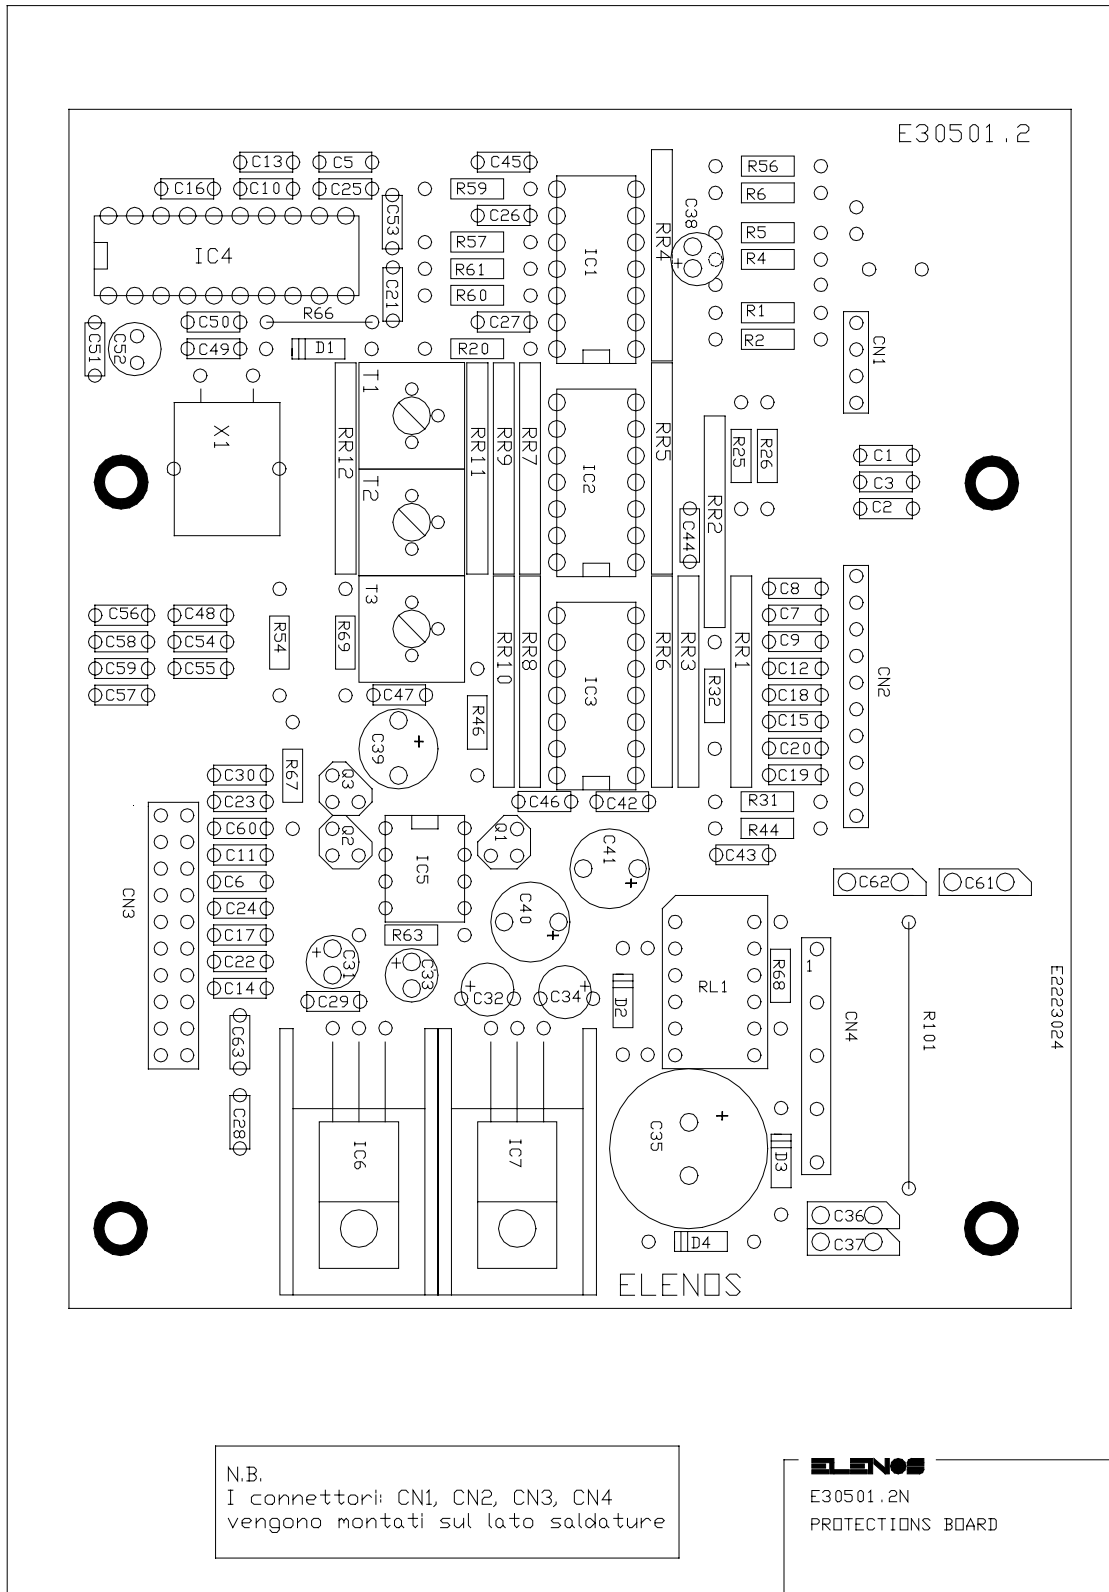 E30501.2
C13 C5 C45 R56
C16 C10 C25 R59 R6
C53 C26 C38
IC4 R57 IC1 RR4 R5
R61 R4
C21 R60
C50 R66 C27 R1
C51 C52 C49 D1 R20 R2 CN1
T1
X1 RR12 RR11 RR9 RR7 RR5 R25 R26 C1
T2 IC2 C3
RR2 C2
C44
T3 C8
C56 C48 C7
C58 C54 R54 R69 RR10 RR8 RR6 RR3 RR1 C9
C59 C55 C12 CN2
C57 C47 IC3 R32 C18
C39 R46 C15
C20
C30 R67 Q3 C19
C23 C46 C42 R31
C60 Q2 Q1 R44
C11 IC5 C41 C43
CN3 C6 C62 C61
C24 C40
C17 R63
C22 C31 C33 R68 1
C14 C29 C32 C34 D2 RL1 E2223024
C63 CN4 R101
C28 IC6 IC7 C35 D3
C36
D4 C37
ELENOS
N.B.
I connettori: CN1, CN2, CN3, CN4
vengono montati sul lato saldature
ELENOS
E30501.2N
PROTECTIONS BOARD